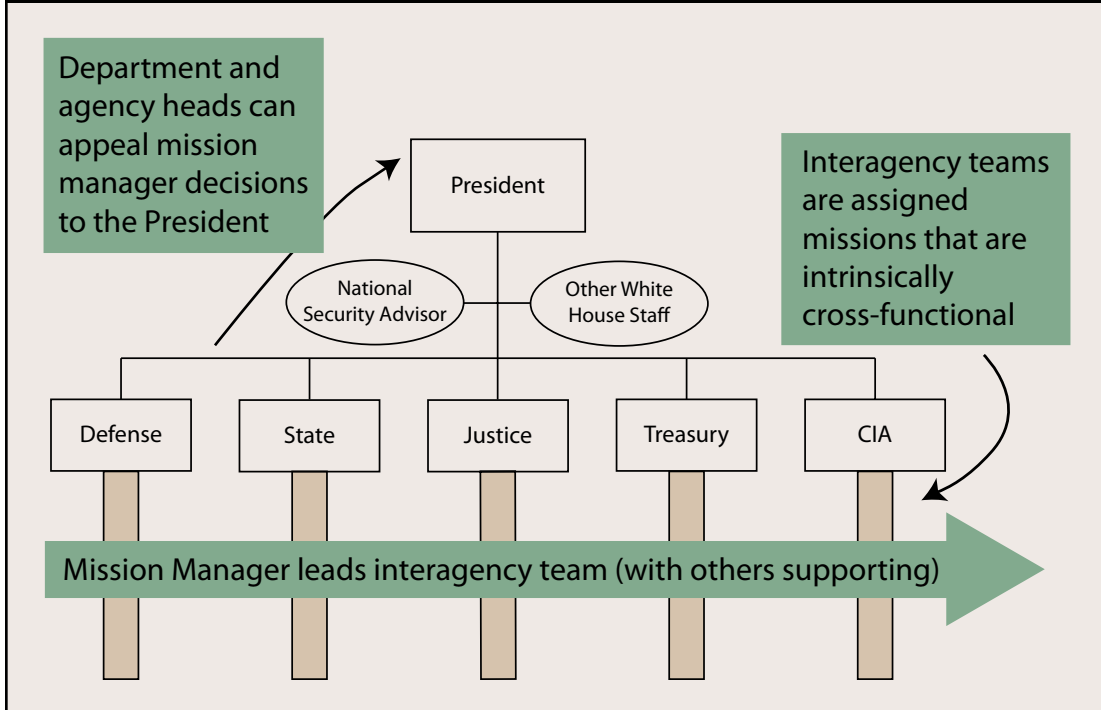 Department and
agency heads can
appeal mission
manager decisions
to the President
President
Interagency teams
are assigned
missions that are
intrinsically
cross-functional
National
Security Advisor
Other White
House Staff
Defense
State
Justice
Treasury
CIA
Mission Manager leads interagency team (with others supporting)